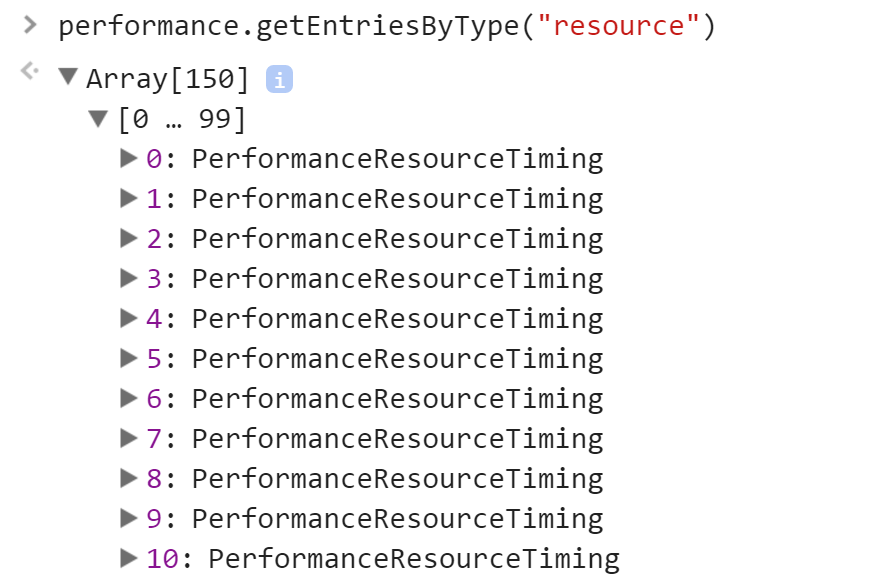 > performance.getEntriesByType("resource")
Array[150] i
[0 … 99]
0: PerformanceResourceTiming
1: PerformanceResourceTiming
2: PerformanceResourceTiming
3: PerformanceResourceTiming
4: PerformanceResourceTiming
5: PerformanceResourceTiming
6: PerformanceResourceTiming
7: PerformanceResourceTiming
8: PerformanceResourceTiming
9: PerformanceResourceTiming
10: PerformanceResourceTiming